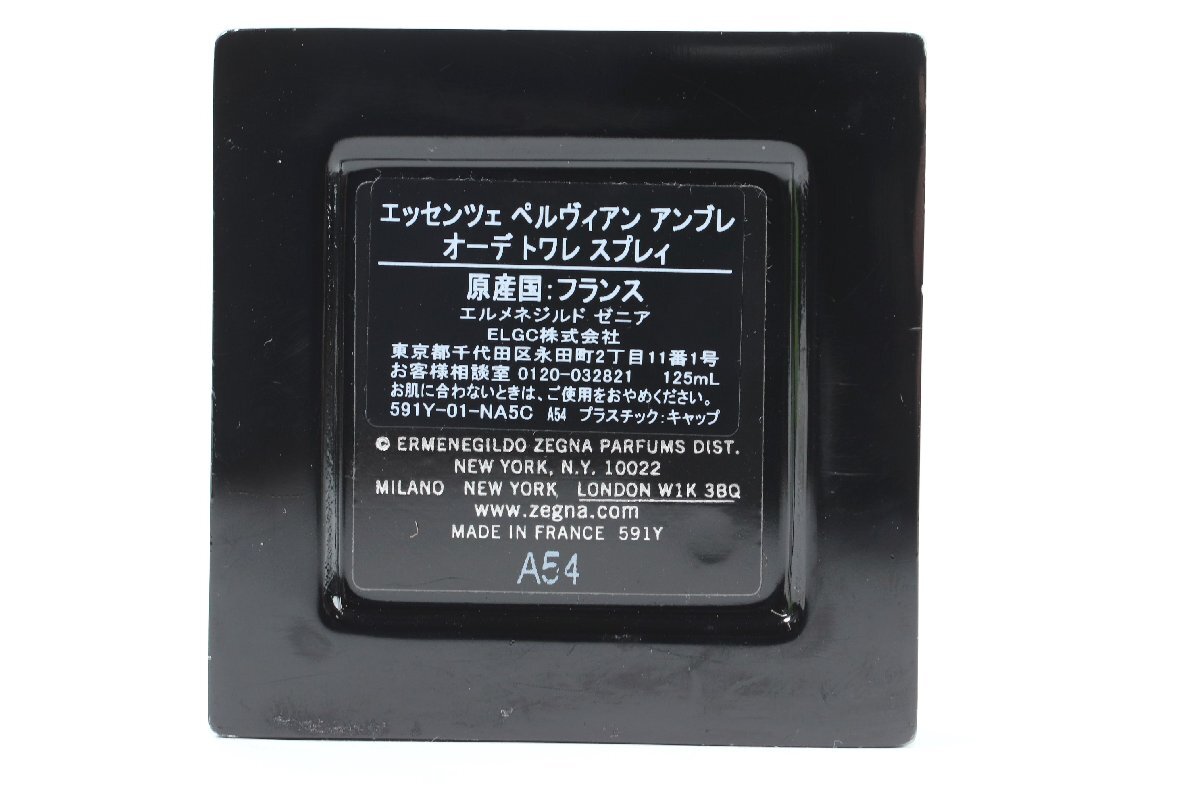 エッセンツェ ペルヴィアン アンブレ
オーデ トワレ スプレィ
原産国:フランス
エルメネジルド ゼニア
ELGC株式会社
東京都千代田区永田町2丁目11番1号
お客様相談室 0120-032821 125mL
お肌に合わないときは、ご使用をおやめください。
591Y-01-NA5C A54 プラスチック:キャップ
© ERMENEGILDO ZEGNA PARFUMS DIST.
NEW YORK, N.Y. 10022
MILANO NEW YORK LONDON W1K 3BQ
www.zegna.com
MADE IN FRANCE 591Y
A54